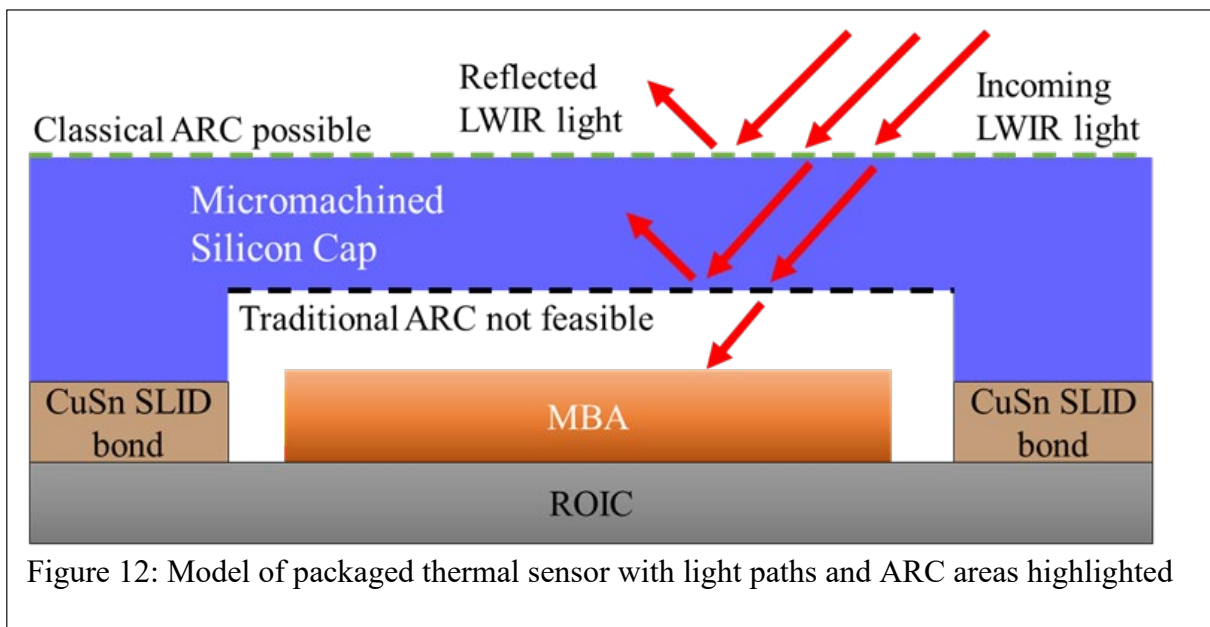 Reflected
LWIR light
Incoming
LWIR light
Classical ARC possible
Micromachined
Silicon Cap
Traditional ARC not feasible
CuSn SLID
bond
MBA
CuSn SLID
bond
ROIC
Figure 12: Model of packaged thermal sensor with light paths and ARC areas highlighted